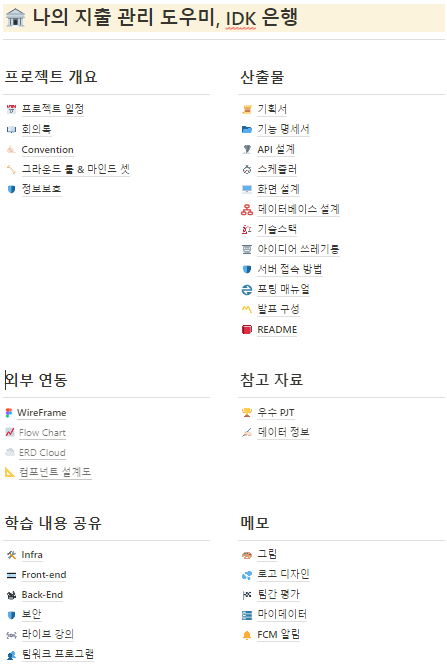 나의 지출 관리 도우미, IDK 은행
프로젝트 개요
프로젝트 일정
회의록
Convention
그라운드 룰 & 마인드 셋
정보보호
산출물
기획서
기능 명세서
API 설계
스케쥴러
화면 설계
데이터베이스 설계
기술스택
아이디어 쓰레기통
서버 접속 방법
포팅 매뉴얼
발표 구성
README
외부 연동
WireFrame
Flow Chart
ERD Cloud
컴포넌트 설계도
참고 자료
우수 PJT
데이터 정보
학습 내용 공유
Infra
Front-end
Back-End
보안
라이브 강의
팀워크 프로그램
메모
그림
로고 디자인
팀간 평가
마이데이터
FCM 알림